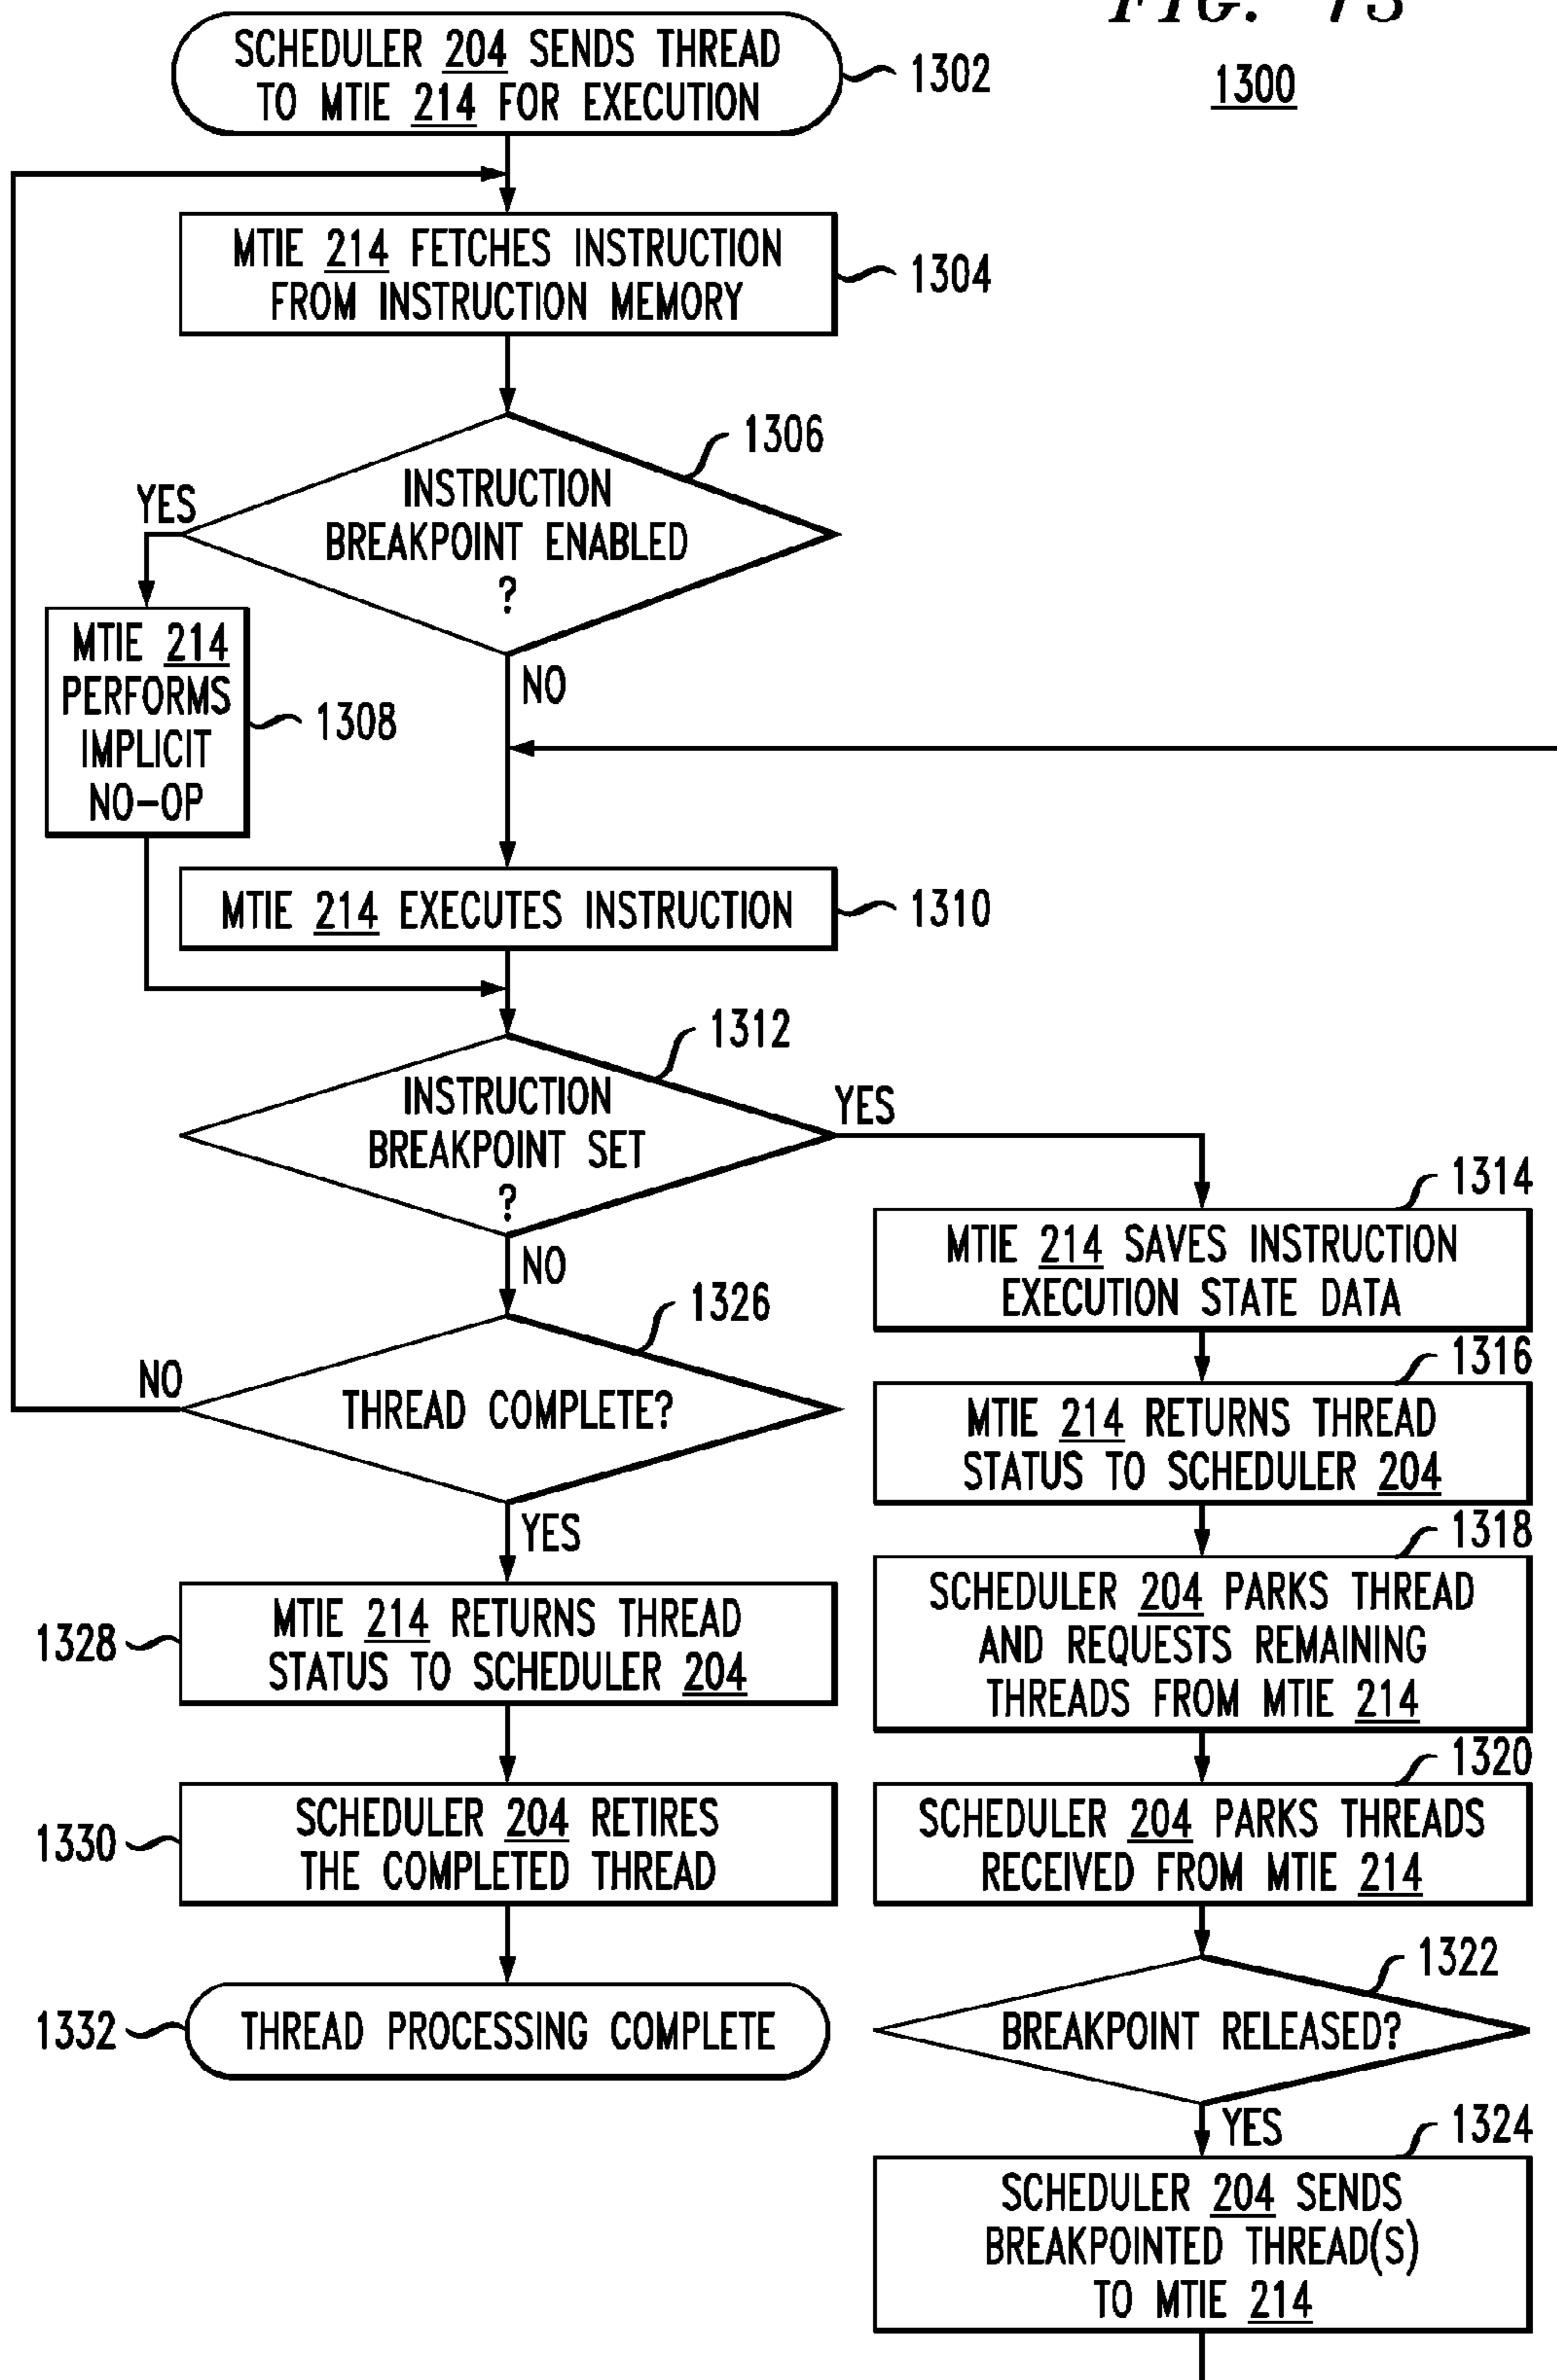 FIG. 13
1300
SCHEDULER 204 SENDS THREAD
TO MTIE 214 FOR EXECUTION
1302
MTIE 214 FETCHES INSTRUCTION
FROM INSTRUCTION MEMORY
1304
1306
INSTRUCTION
BREAKPOINT ENABLED
?
YES
NO
MTIE 214
PERFORMS
IMPLICIT
NO-OP
1308
MTIE 214 EXECUTES INSTRUCTION
1310
1312
INSTRUCTION
BREAKPOINT SET
?
YES
NO
1326
THREAD COMPLETE?
NO
YES
1328
MTIE 214 RETURNS THREAD
STATUS TO SCHEDULER 204
1330
SCHEDULER 204 RETIRES
THE COMPLETED THREAD
1332
THREAD PROCESSING COMPLETE
1314
MTIE 214 SAVES INSTRUCTION
EXECUTION STATE DATA
1316
MTIE 214 RETURNS THREAD
STATUS TO SCHEDULER 204
1318
SCHEDULER 204 PARKS THREAD
AND REQUESTS REMAINING
THREADS FROM MTIE 214
1320
SCHEDULER 204 PARKS THREADS
RECEIVED FROM MTIE 214
1322
BREAKPOINT RELEASED?
YES
1324
SCHEDULER 204 SENDS
BREAKPOINTED THREAD(S)
TO MTIE 214